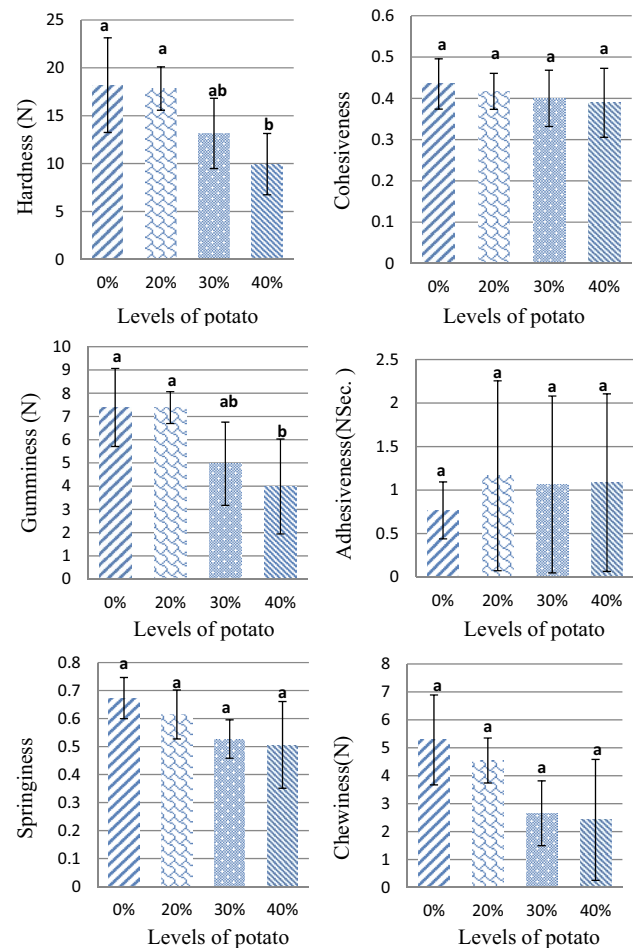 Hardness (N)
25
20
15
10
5
0
a
a
ab
b
0%
20%
30%
40%
Levels of potato
Cohesiveness
0.6
0.5
0.4
0.3
0.2
0.1
0
a
a
a
a
0%
20%
30%
40%
Levels of potato
Gumminess (N)
10
9
8
7
6
5
4
3
2
1
0
a
a
ab
b
0%
20%
30%
40%
Levels of potato
Adhesiveness(NSec. )
2.5
2
1.5
1
0.5
0
a
a
a
a
0%
20%
30%
40%
Levels of potato
Springiness
0.8
0.7
0.6
0.5
0.4
0.3
0.2
0.1
0
a
a
a
a
0%
20%
30%
40%
Levels of potato
Chewiness(N)
8
7
6
5
4
3
2
1
0
a
a
a
a
0%
20%
30%
40%
Levels of potato